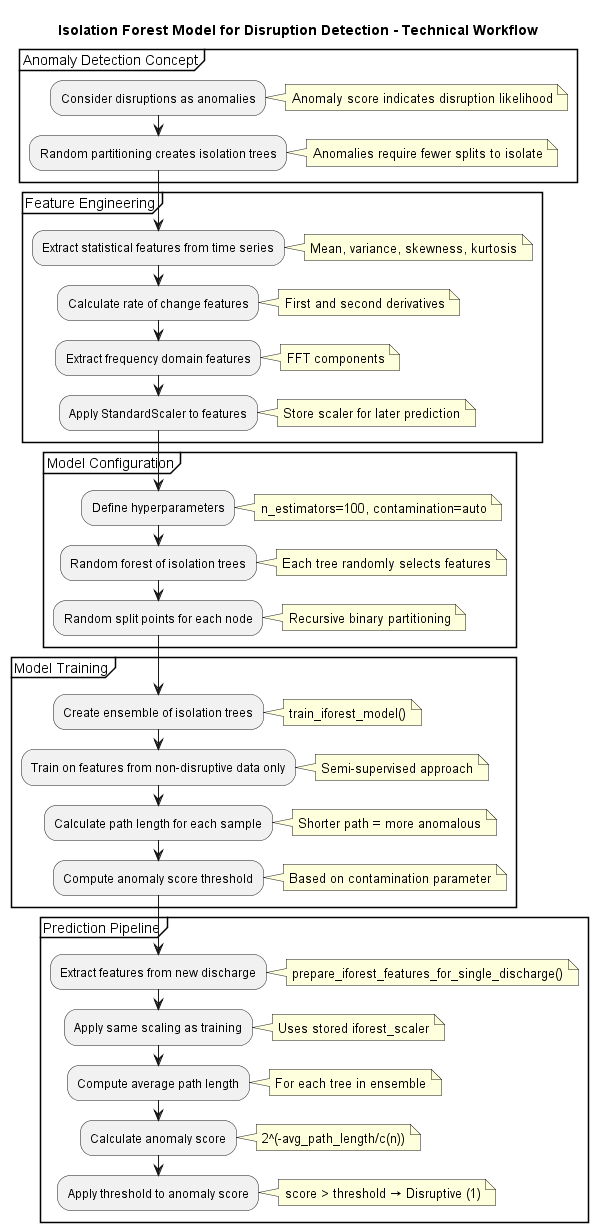 Isolation Forest Model for Disruption Detection - Technical Workflow
Anomaly Detection Concept
Consider disruptions as anomalies
Anomaly score indicates disruption likelihood
Random partitioning creates isolation trees
Anomalies require fewer splits to isolate
Feature Engineering
Extract statistical features from time series
Mean, variance, skewness, kurtosis
Calculate rate of change features
First and second derivatives
Extract frequency domain features
FFT components
Apply StandardScaler to features
Store scaler for later prediction
Model Configuration
Define hyperparameters
n_estimators=100, contamination=auto
Random forest of isolation trees
Each tree randomly selects features
Random split points for each node
Recursive binary partitioning
Model Training
Create ensemble of isolation trees
train_iforest_model()
Train on features from non-disruptive data only
Semi-supervised approach
Calculate path length for each sample
Shorter path = more anomalous
Compute anomaly score threshold
Based on contamination parameter
Prediction Pipeline
Extract features from new discharge
prepare_iforest_features_for_single_discharge()
Apply same scaling as training
Uses stored iforest_scaler
Compute average path length
For each tree in ensemble
Calculate anomaly score
2^(-avg_path_length/c(n))
Apply threshold to anomaly score
score > threshold → Disruptive (1)